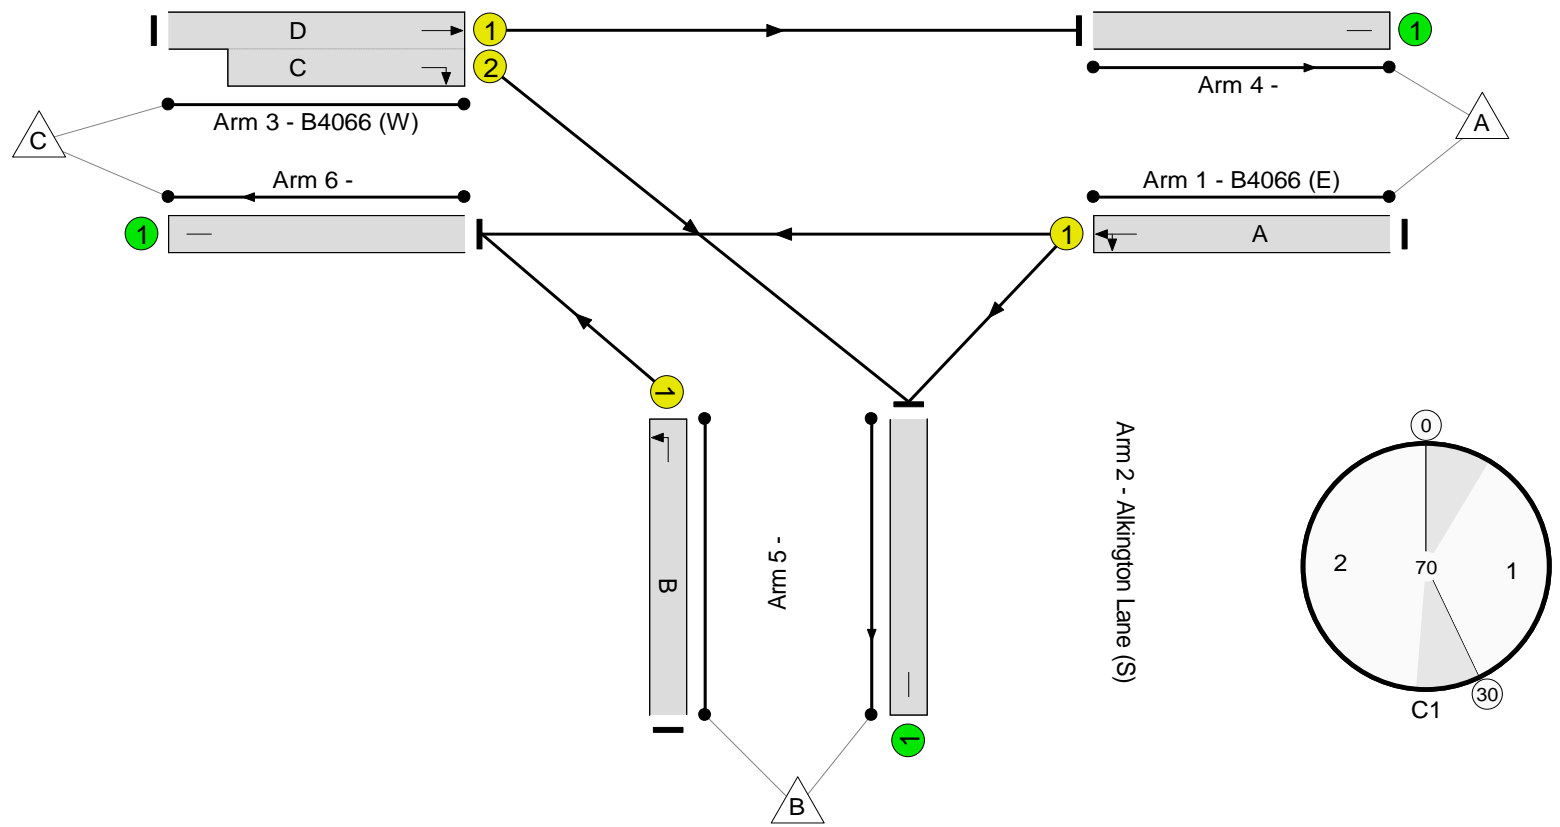 D
1
1
C
2
Arm 4 -
C
Arm 3 - B4066 (W)
A
Arm 6 -
Arm 1 - B4066 (E)
1
1
A
1
B
Arm 5 -
Arm 2 - Alkington Lane (S)
0
2
70
1
30
C1
1
B